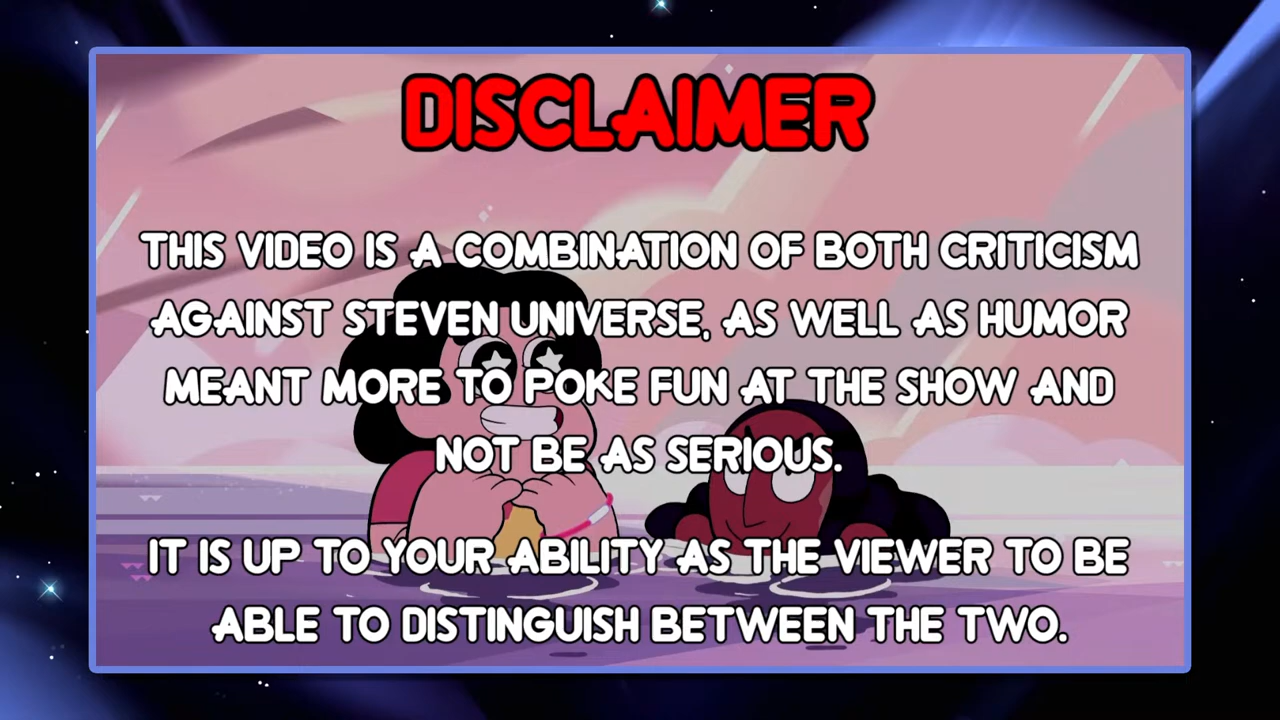 DISCLAIMER
THIS VIDEO IS A COMBINATION OF BOTH CRITICISM
AGAINST STEVEN UNIVERSE, AS WELL AS HUMOR
MEANT MORE TO POKE FUN AT THE SHOW AND
NOT BE AS SERIOUS.
IT IS UP TO YOUR ABILITY AS THE VIEWER TO BE
ABLE TO DISTINGUISH BETWEEN THE TWO.